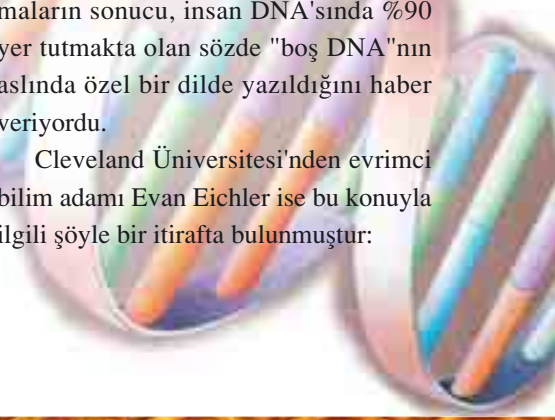 maların sonucu, insan DNA'sında %90
yer tutmakta olan sözde "boş DNA"nın
aslında özel bir dilde yazıldığını haber
veriyordu.
Cleveland Üniversitesi'nden evrimci
bilim adamı Evan Eichler ise bu konuyla
ilgili şöyle bir itirafta bulunmuştur: